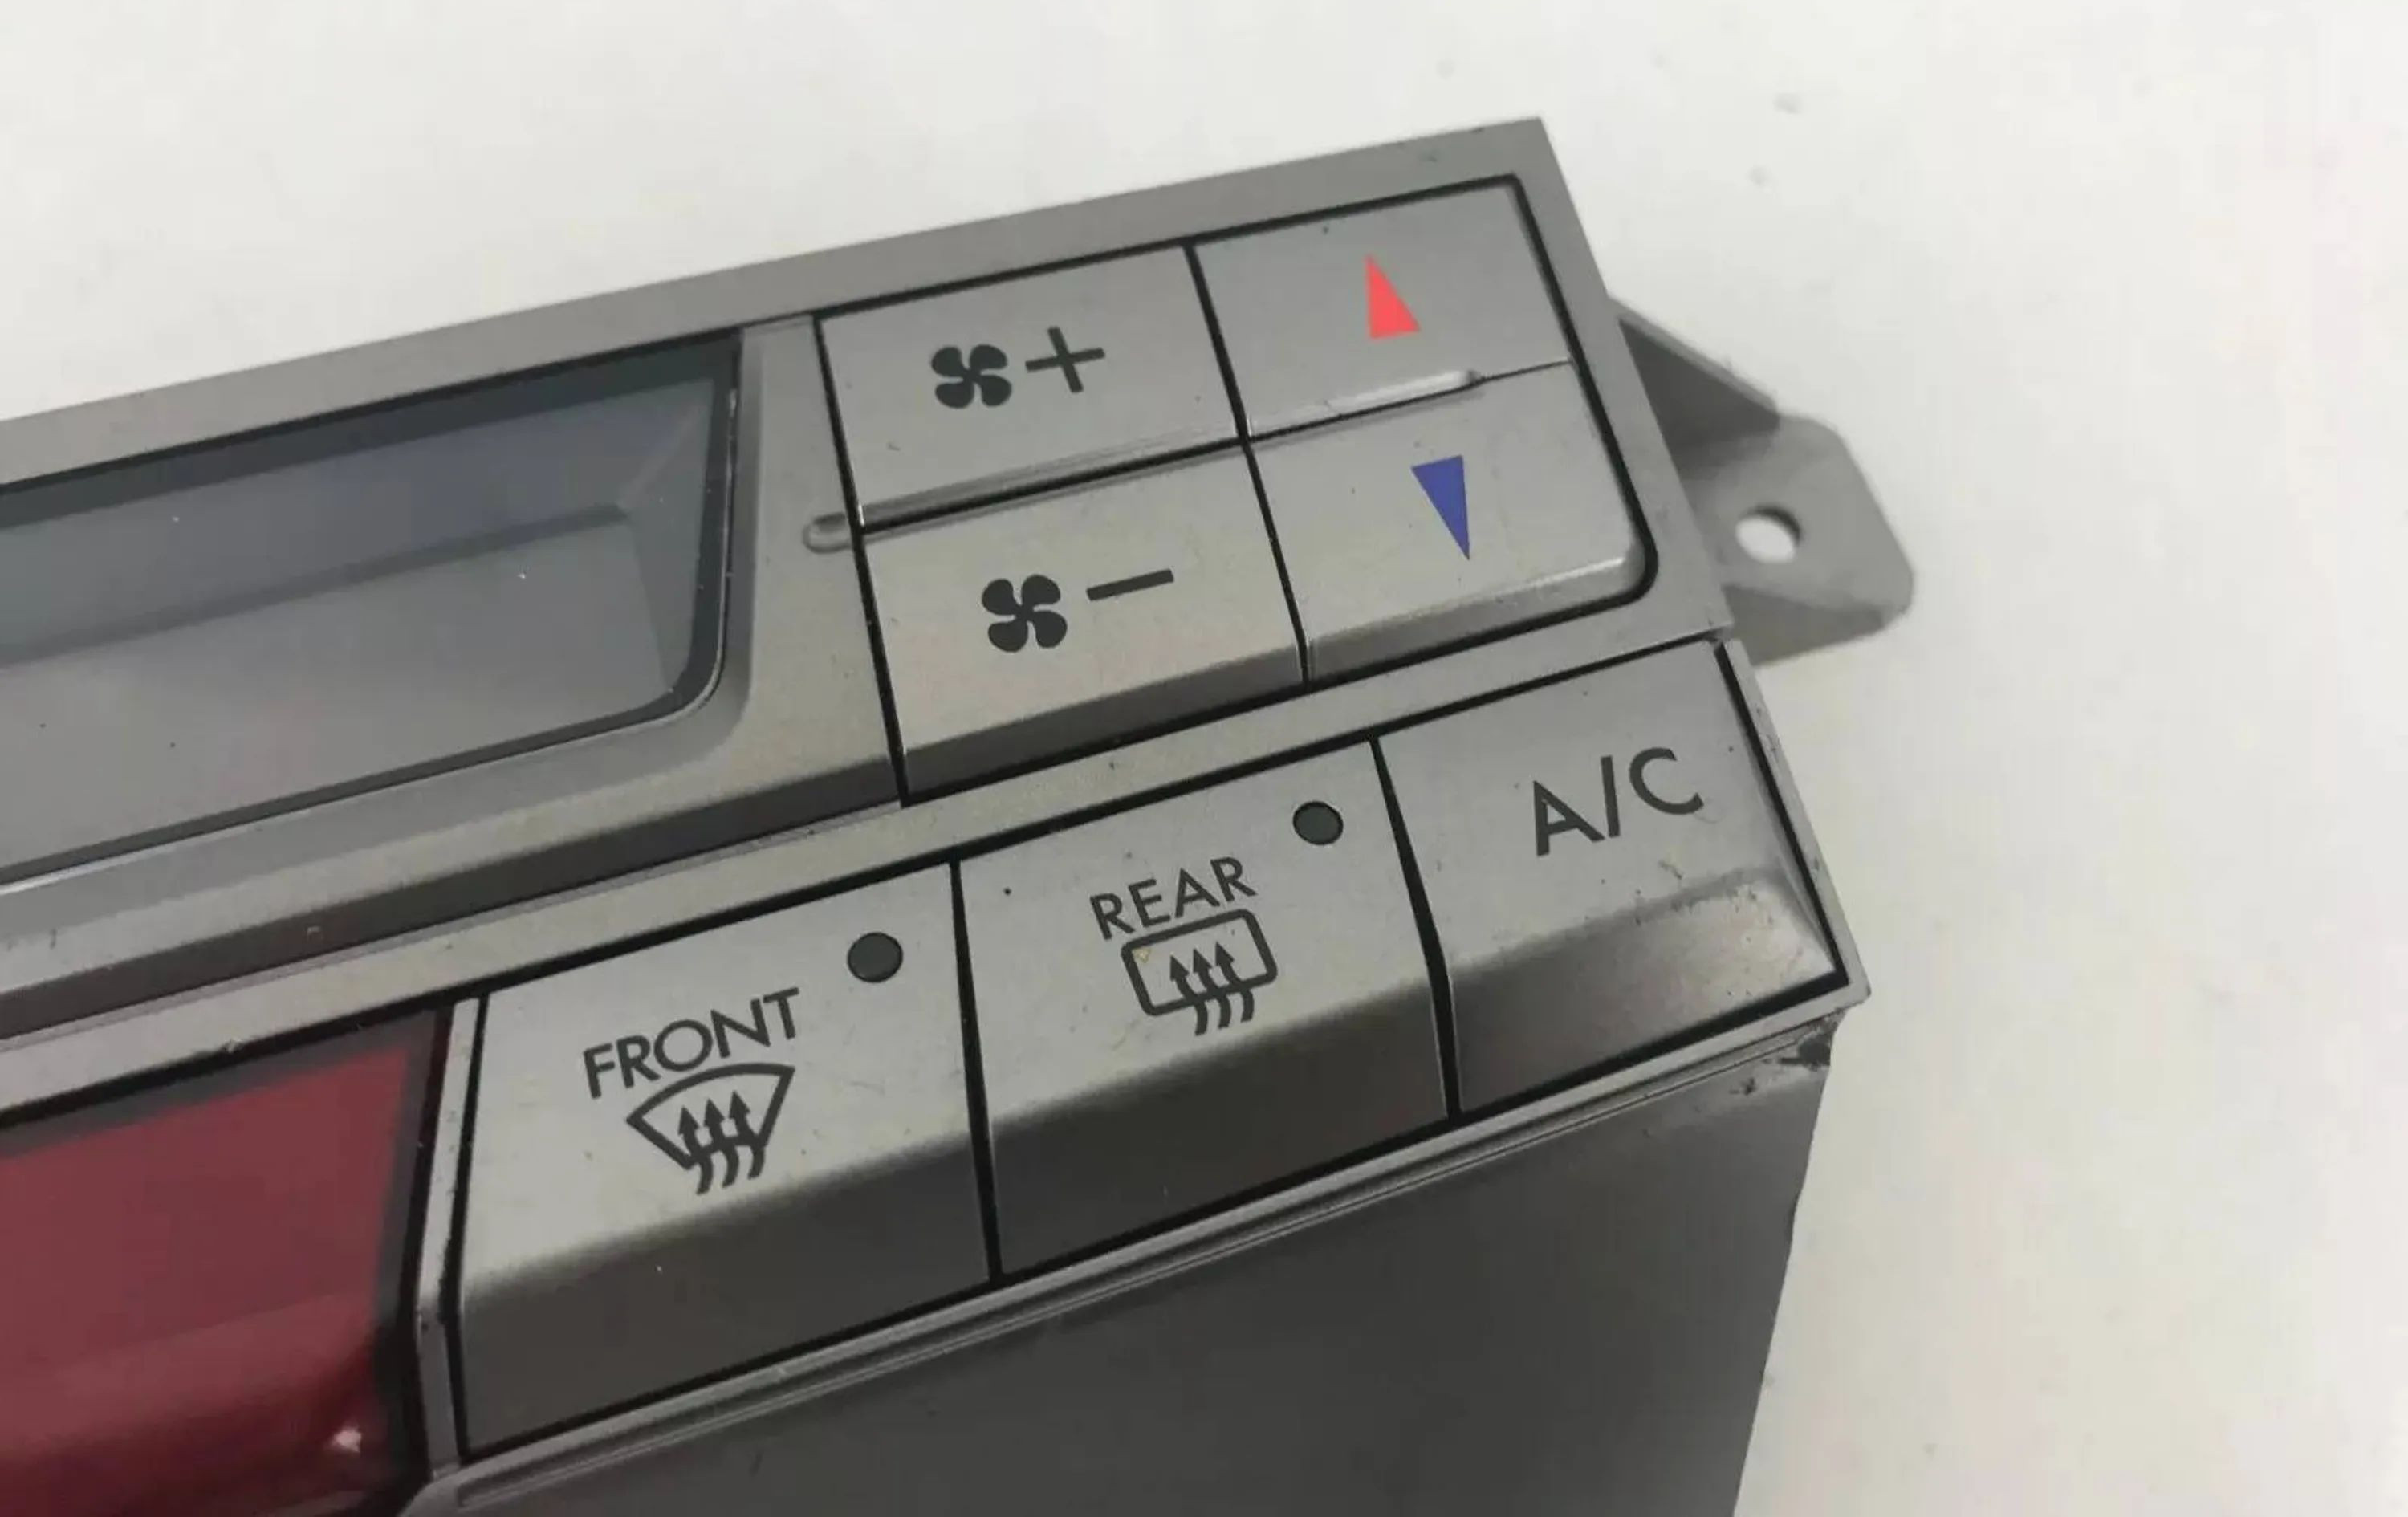 +
-
A/C
REAR
FRONT